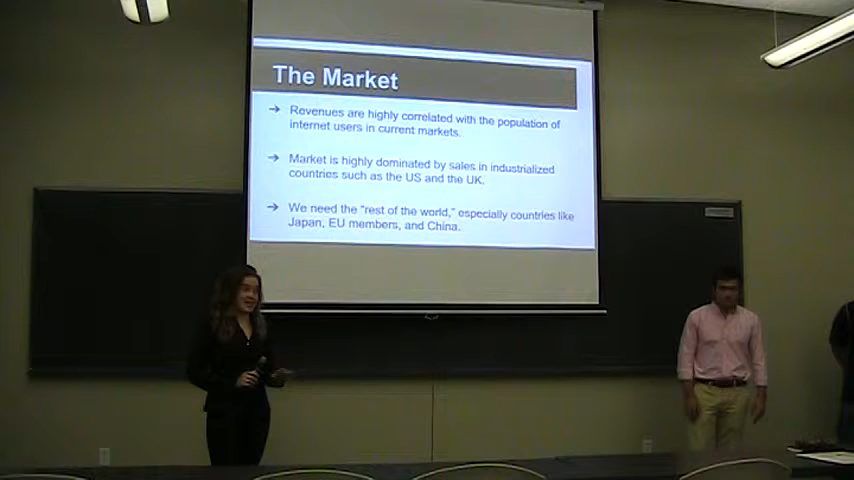 The Market
→ Revenues are highly correlated with the population of
internet users in current markets.
→ Market is highly dominated by sales in industrialized
countries such as the US and the UK.
→ We need the “rest of the world,” especially countries like
Japan, EU members, and China.